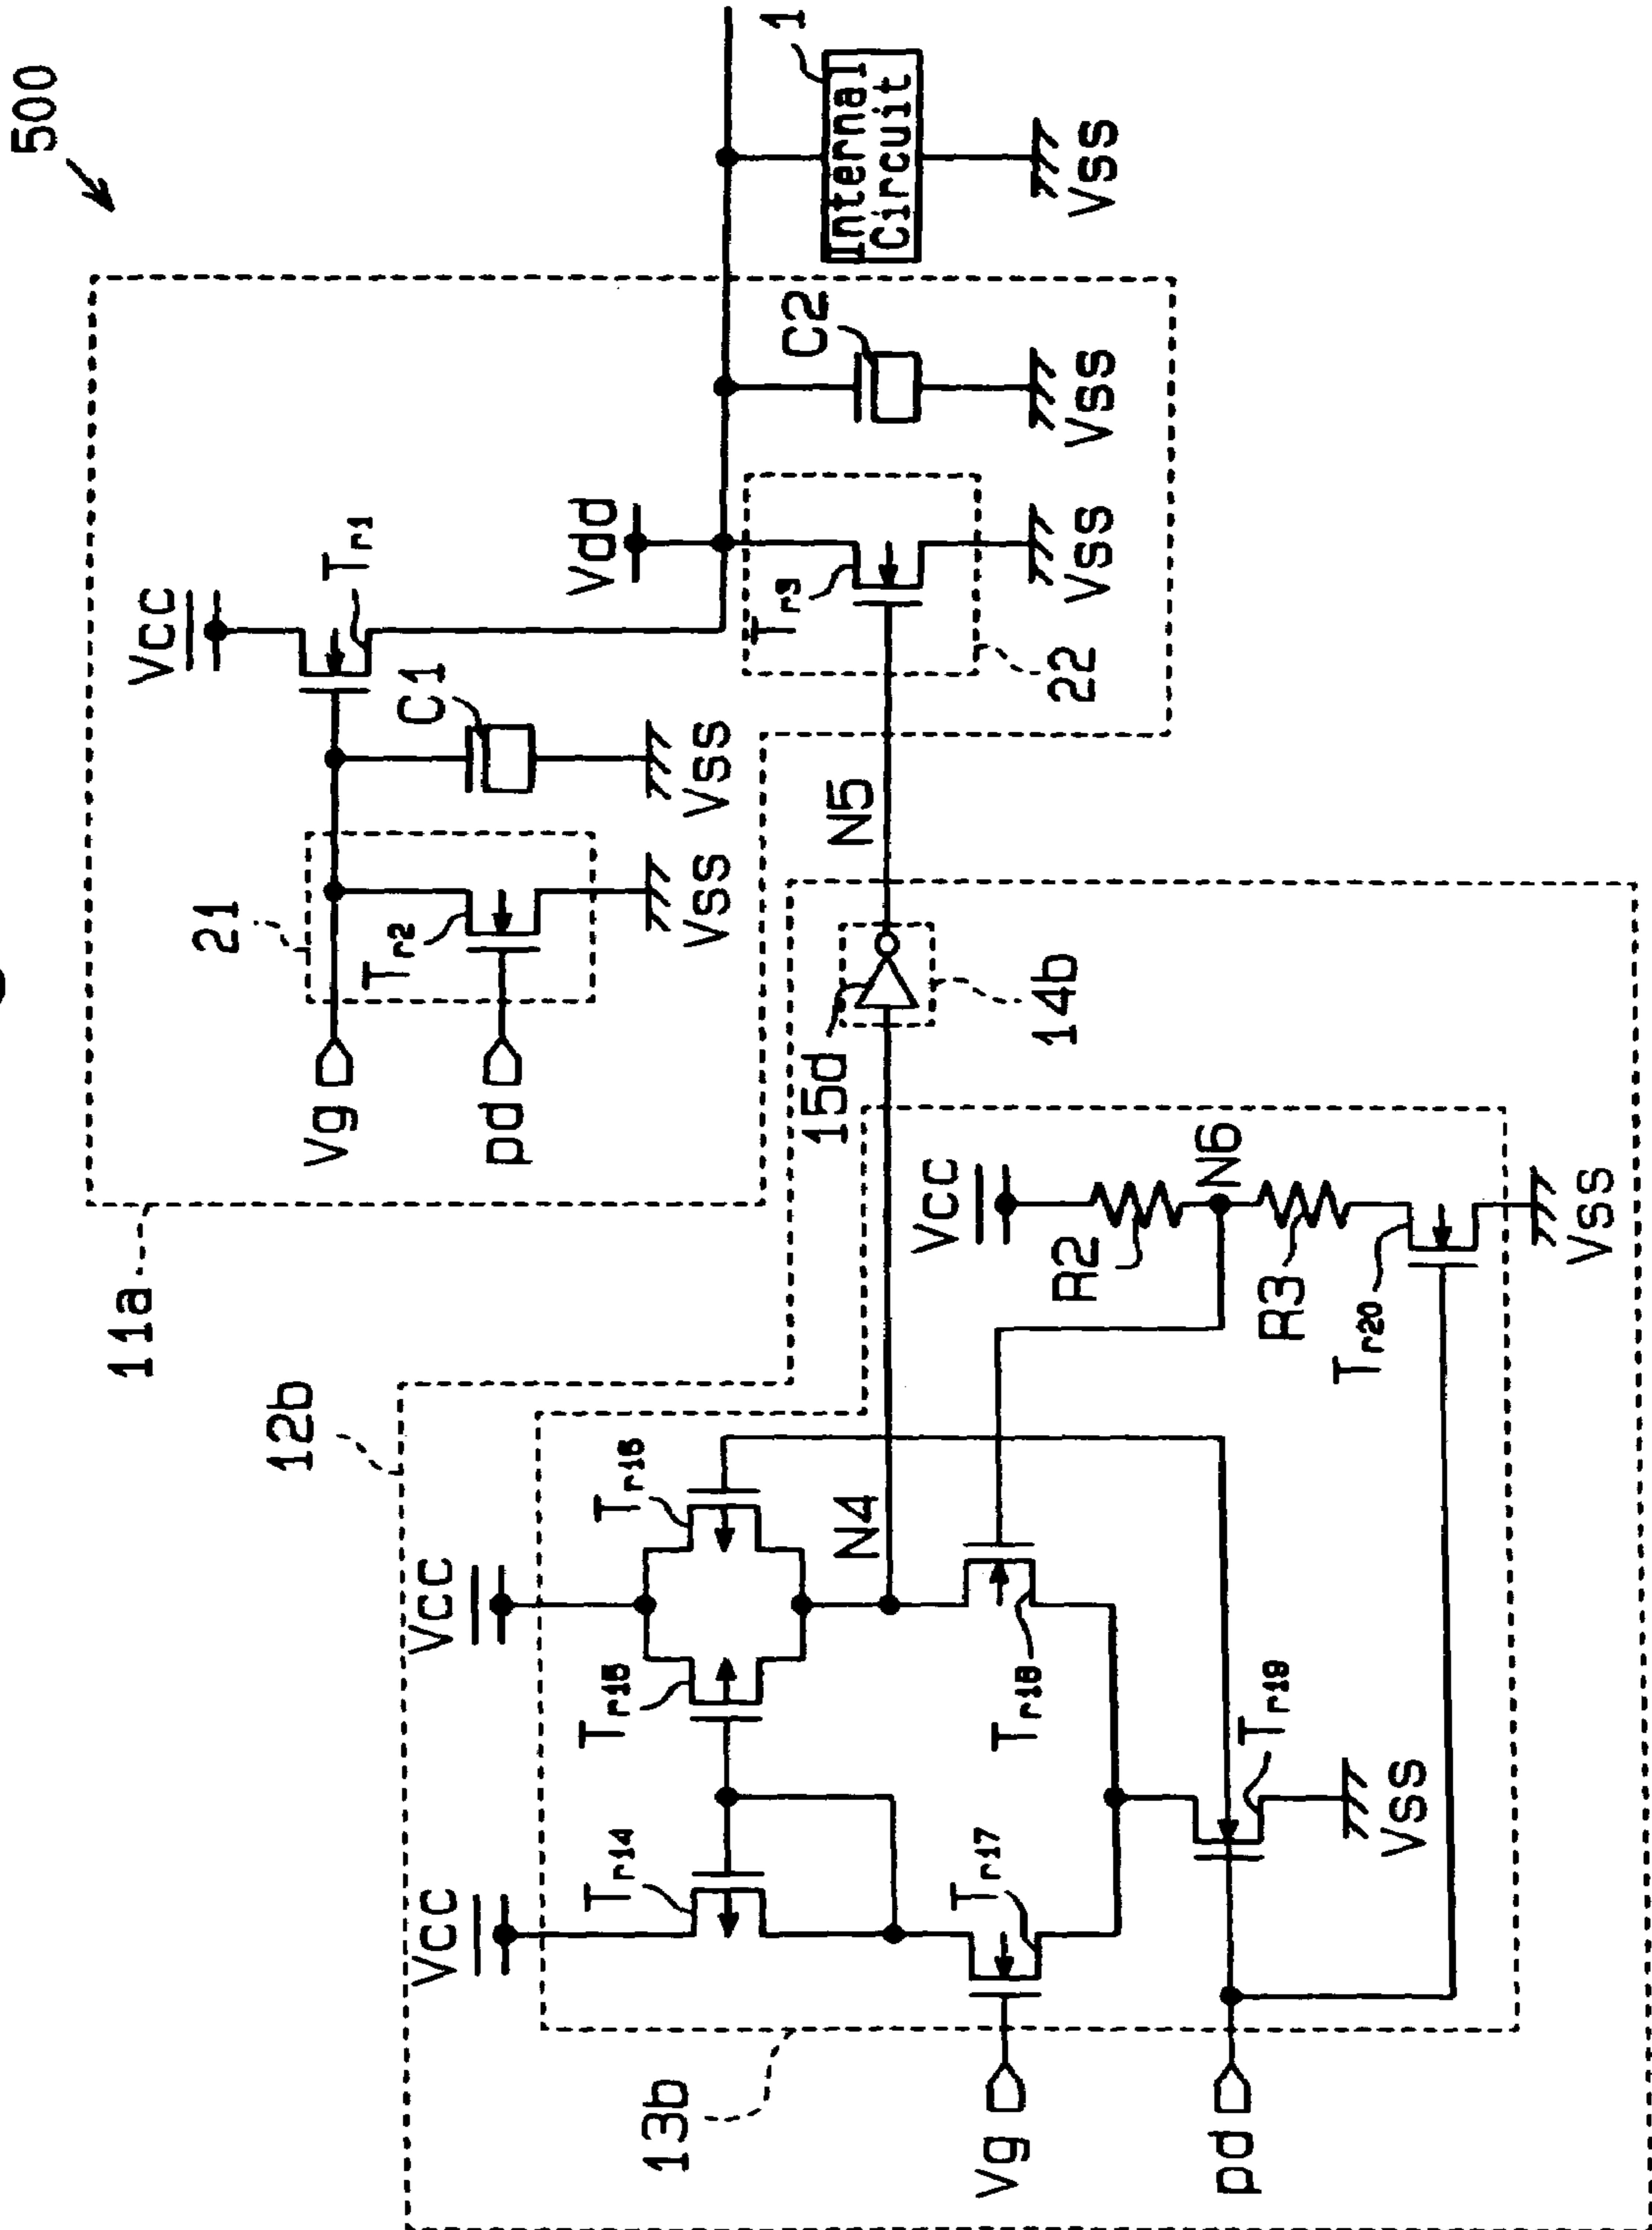 500
11a
21
Vg
pd
Tr2
VSS
C1
VSS
VCC
Tr1
Vdd
Tr3
VSS
22
C2
VSS
1
Internal
Circuit
VSS
12b
13b
VCC
Tr14
VCC
Tr15
Tr16
N4
Vg
Tr17
Tr18
pd
Tr19
VSS
VCC
R2
N6
R3
Tr20
VSS
15d
14b
N5